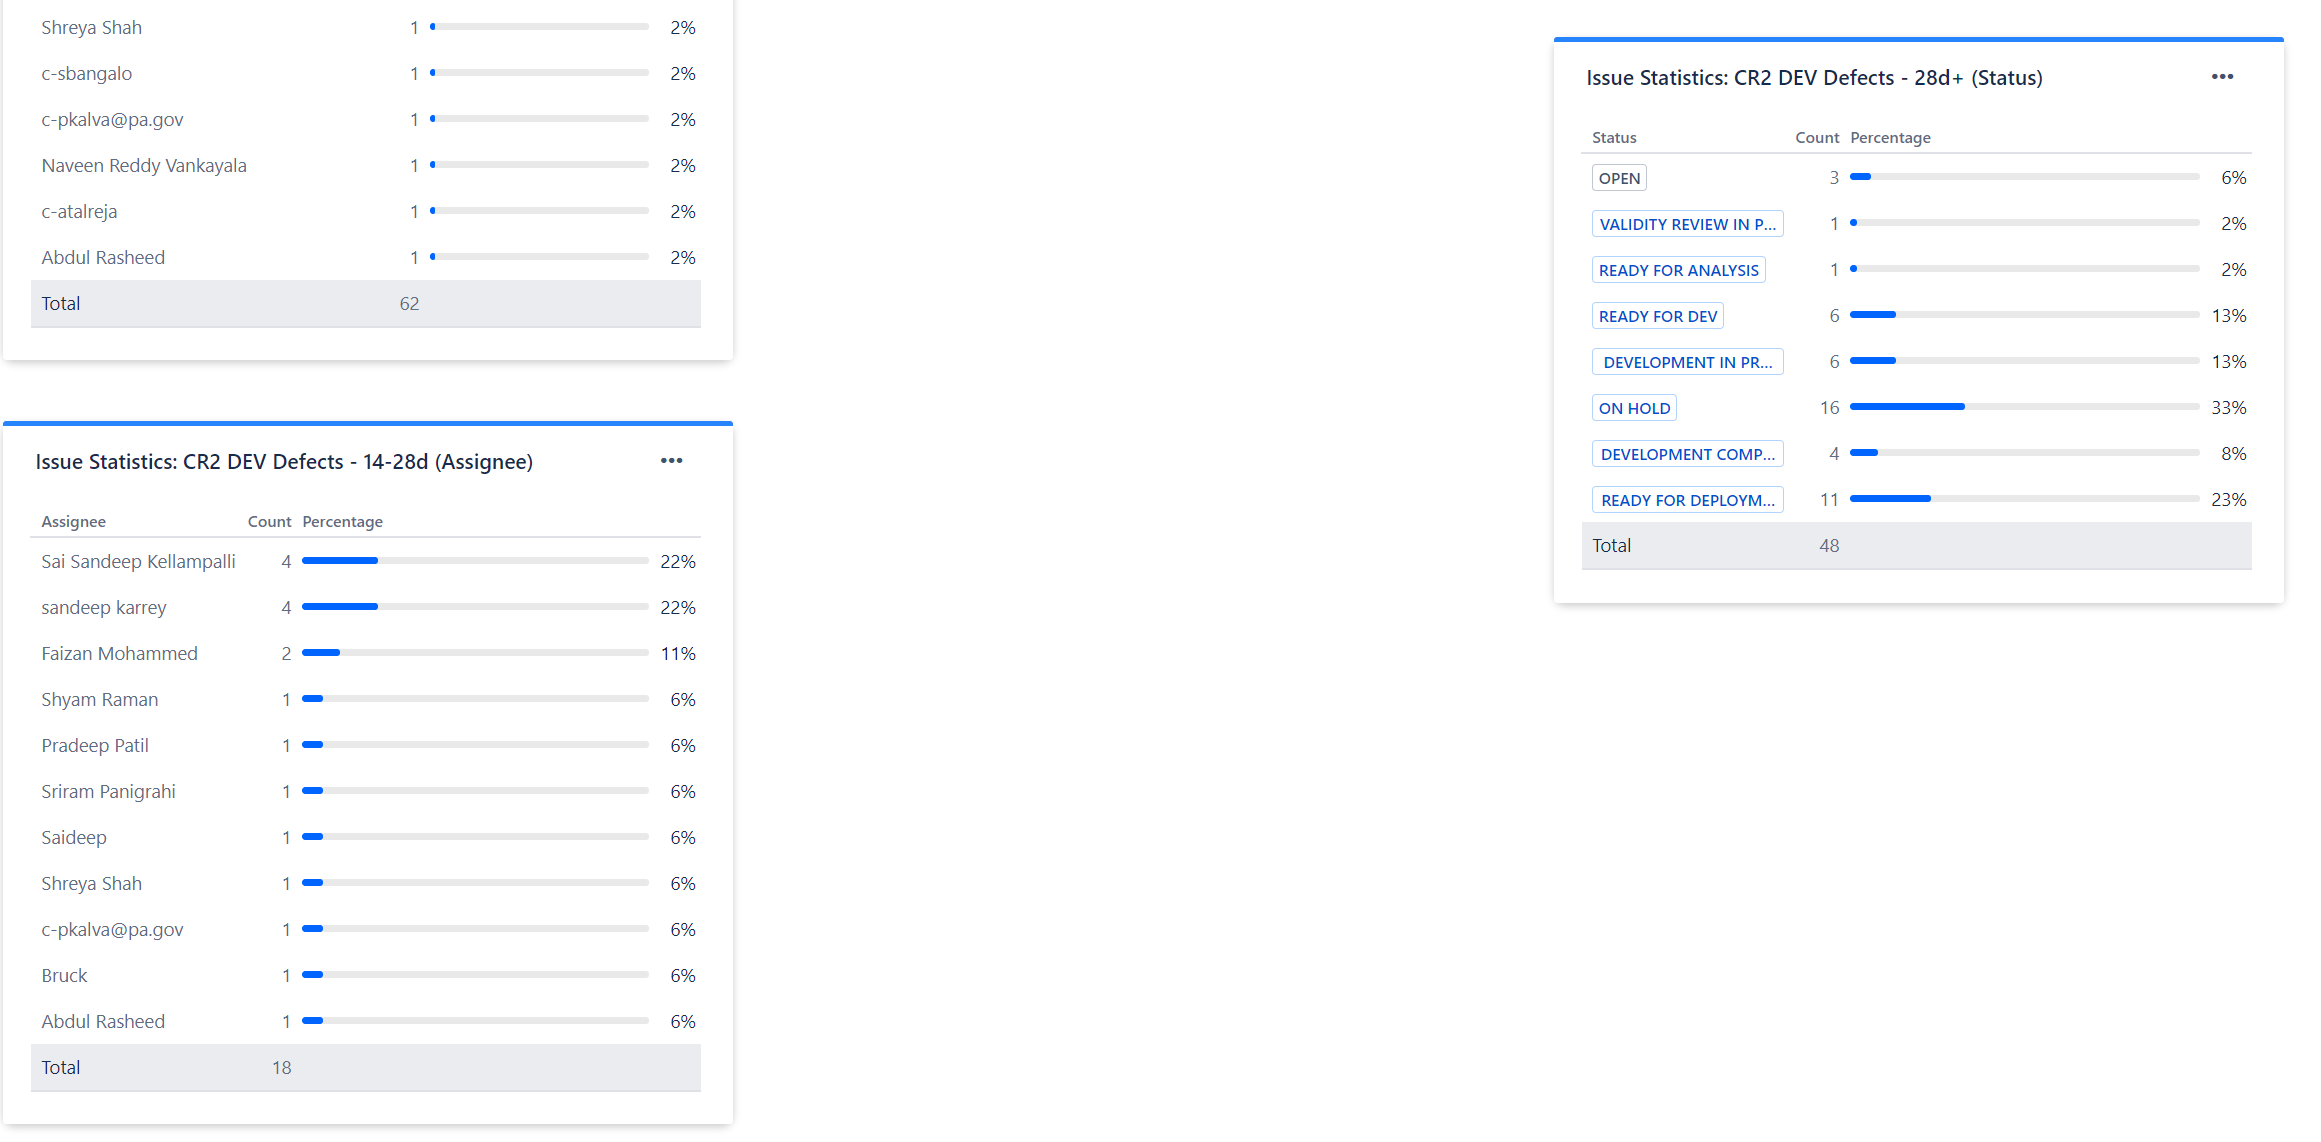 Shreya Shah 1 2%
c-sbangalo 1 2%
c-pkalva@pa.gov 1 2%
Naveen Reddy Vankayala 1 2%
c-atalreja 1 2%
Abdul Rasheed 1 2%
Total 62
Issue Statistics: CR2 DEV Defects - 14-28d (Assignee)
Assignee Count Percentage
Sai Sandeep Kellampalli 4 22%
sandeep karrey 4 22%
Faizan Mohammed 2 11%
Shyam Raman 1 6%
Pradeep Patil 1 6%
Sriram Panigrahi 1 6%
Saideep 1 6%
Shreya Shah 1 6%
c-pkalva@pa.gov 1 6%
Bruck 1 6%
Abdul Rasheed 1 6%
Total 18
Issue Statistics: CR2 DEV Defects - 28d+ (Status)
Status Count Percentage
OPEN 3 6%
VALIDITY REVIEW IN P... 1 2%
READY FOR ANALYSIS 1 2%
READY FOR DEV 6 13%
DEVELOPMENT IN PR... 6 13%
ON HOLD 16 33%
DEVELOPMENT COMP... 4 8%
READY FOR DEPLOYM... 11 23%
Total 48